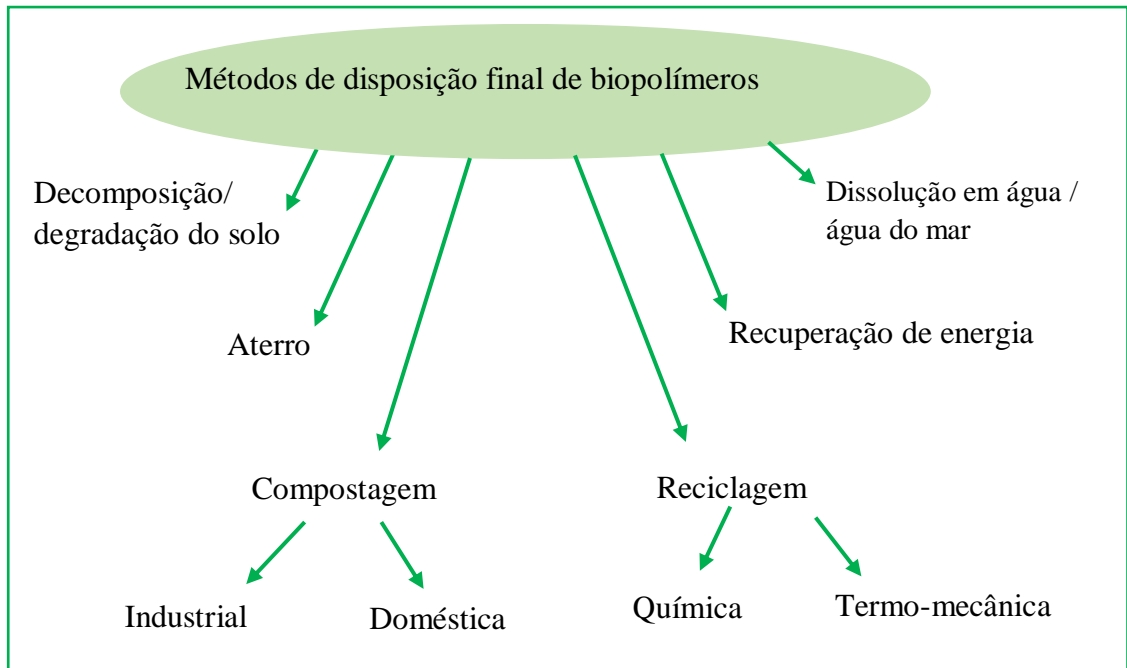 Métodos de disposição final de biopolímeros
Decomposição/
degradação do solo
Dissolução em água /
água do mar
Aterro
Recuperação de energia
Compostagem
Reciclagem
Industrial
Doméstica
Química
Termo-mecânica